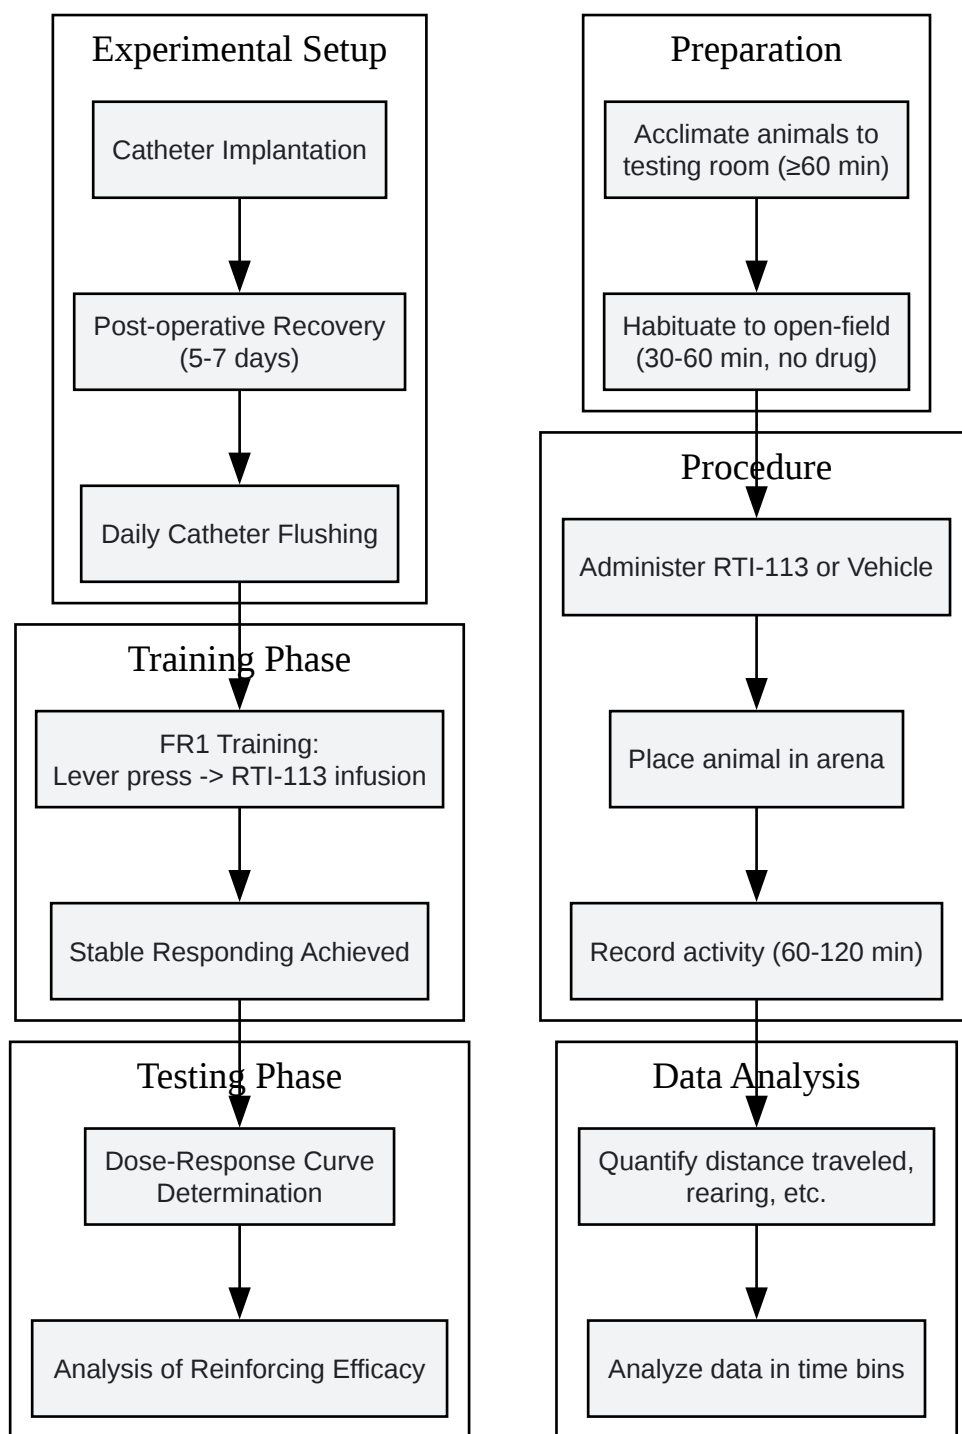 Experimental Setup
Catheter Implantation
Post-operative Recovery
(5-7 days)
Daily Catheter Flushing
Training Phase
FR1 Training:
Lever press -> RTI-113 infusion
Stable Responding Achieved
Testing Phase
Dose-Response Curve
Determination
Analysis of Reinforcing Efficacy
Preparation
Acclimate animals to
testing room (≥60 min)
Habituate to open-field
(30-60 min, no drug)
Procedure
Administer RTI-113 or Vehicle
Place animal in arena
Record activity (60-120 min)
Data Analysis
Quantify distance traveled,
rearing, etc.
Analyze data in time bins